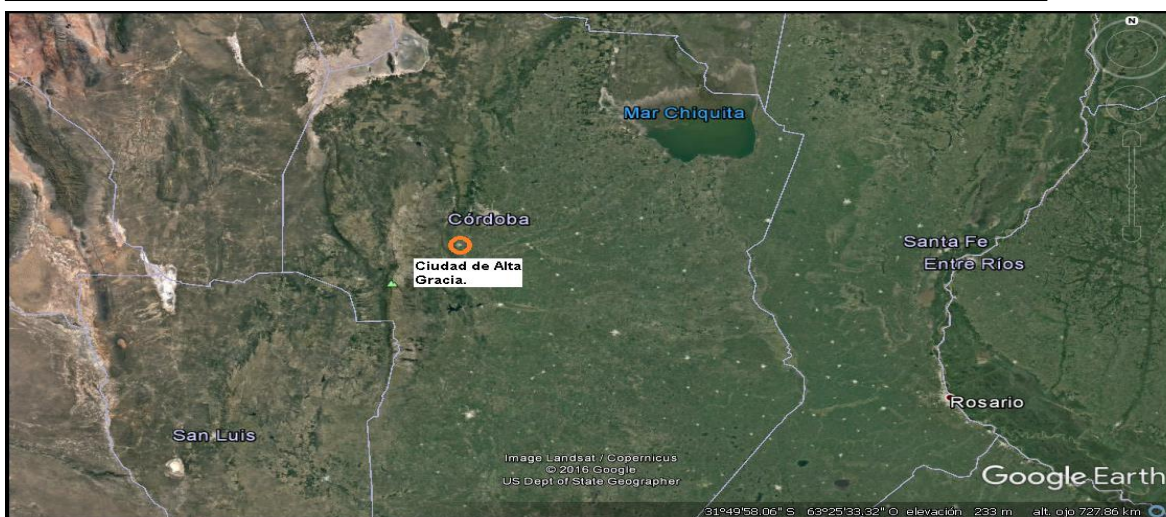 N
Mar Chiquita
Córdoba
Ciudad de Alta
Gracia.
Santa Fe
Entre Ríos
Rosario
San Luis
Image Landsat / Copernicus
© 2016 Google
US Dept of State Geographer
Google Earth
31°49'58.06" S 63°25'33.32" O elevación 233 m alt. ojo 727.86 km